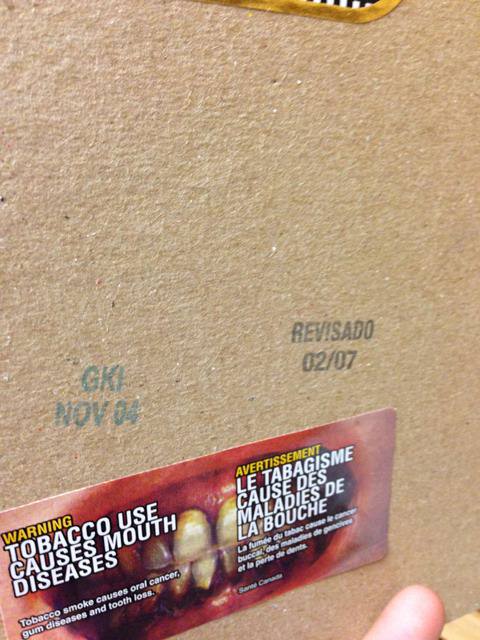 REVISADO
02/07
GKI
NOV 04
WARNING
TOBACCO USE
CAUSES MOUTH
DISEASES
Tobacco smoke causes oral cancer,
gum diseases and tooth loss.
AVERTISSEMENT
LE TABAGISME
CAUSE DES
MALADIES DE
LA BOUCHE
La fumée du tabac cause le cancer
buccal, des maladies de gencives
et la perte de dents.
Santé Canada